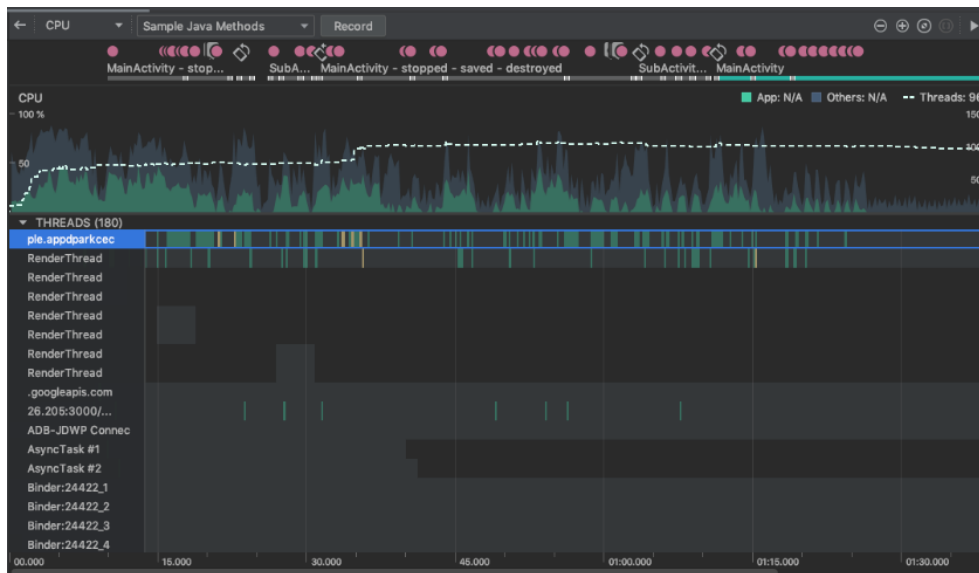 CPU Sample Java Methods Record
MainActivity - stop... SubA... MainActivity - stopped - saved - destroyed SubActivit... MainActivity
CPU App: N/A Others: N/A Threads: 96
100 % 150
50 100
50
THREADS (180)
ple.appdparkcec
RenderThread
RenderThread
RenderThread
RenderThread
RenderThread
RenderThread
RenderThread
.googleapis.com
26.205:3000/...
ADB-JDWP Connec
AsyncTask #1
AsyncTask #2
Binder:24422_1
Binder:24422_2
Binder:24422_3
Binder:24422_4
00.000 15.000 30.000 45.000 01:00.000 01:15.000 01:30.000